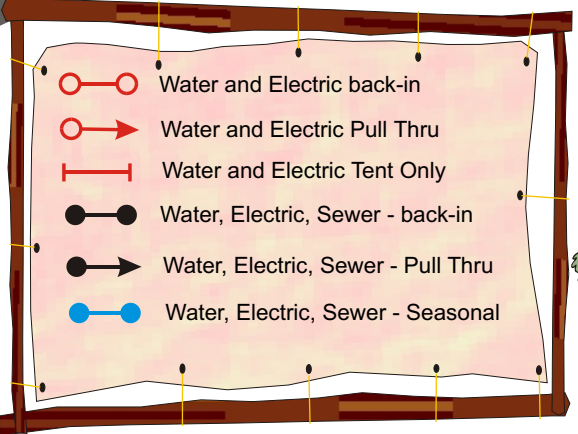 Water and Electric back-in
Water and Electric Pull Thru
Water and Electric Tent Only
Water, Electric, Sewer - back-in
Water, Electric, Sewer - Pull Thru
Water, Electric, Sewer - Seasonal